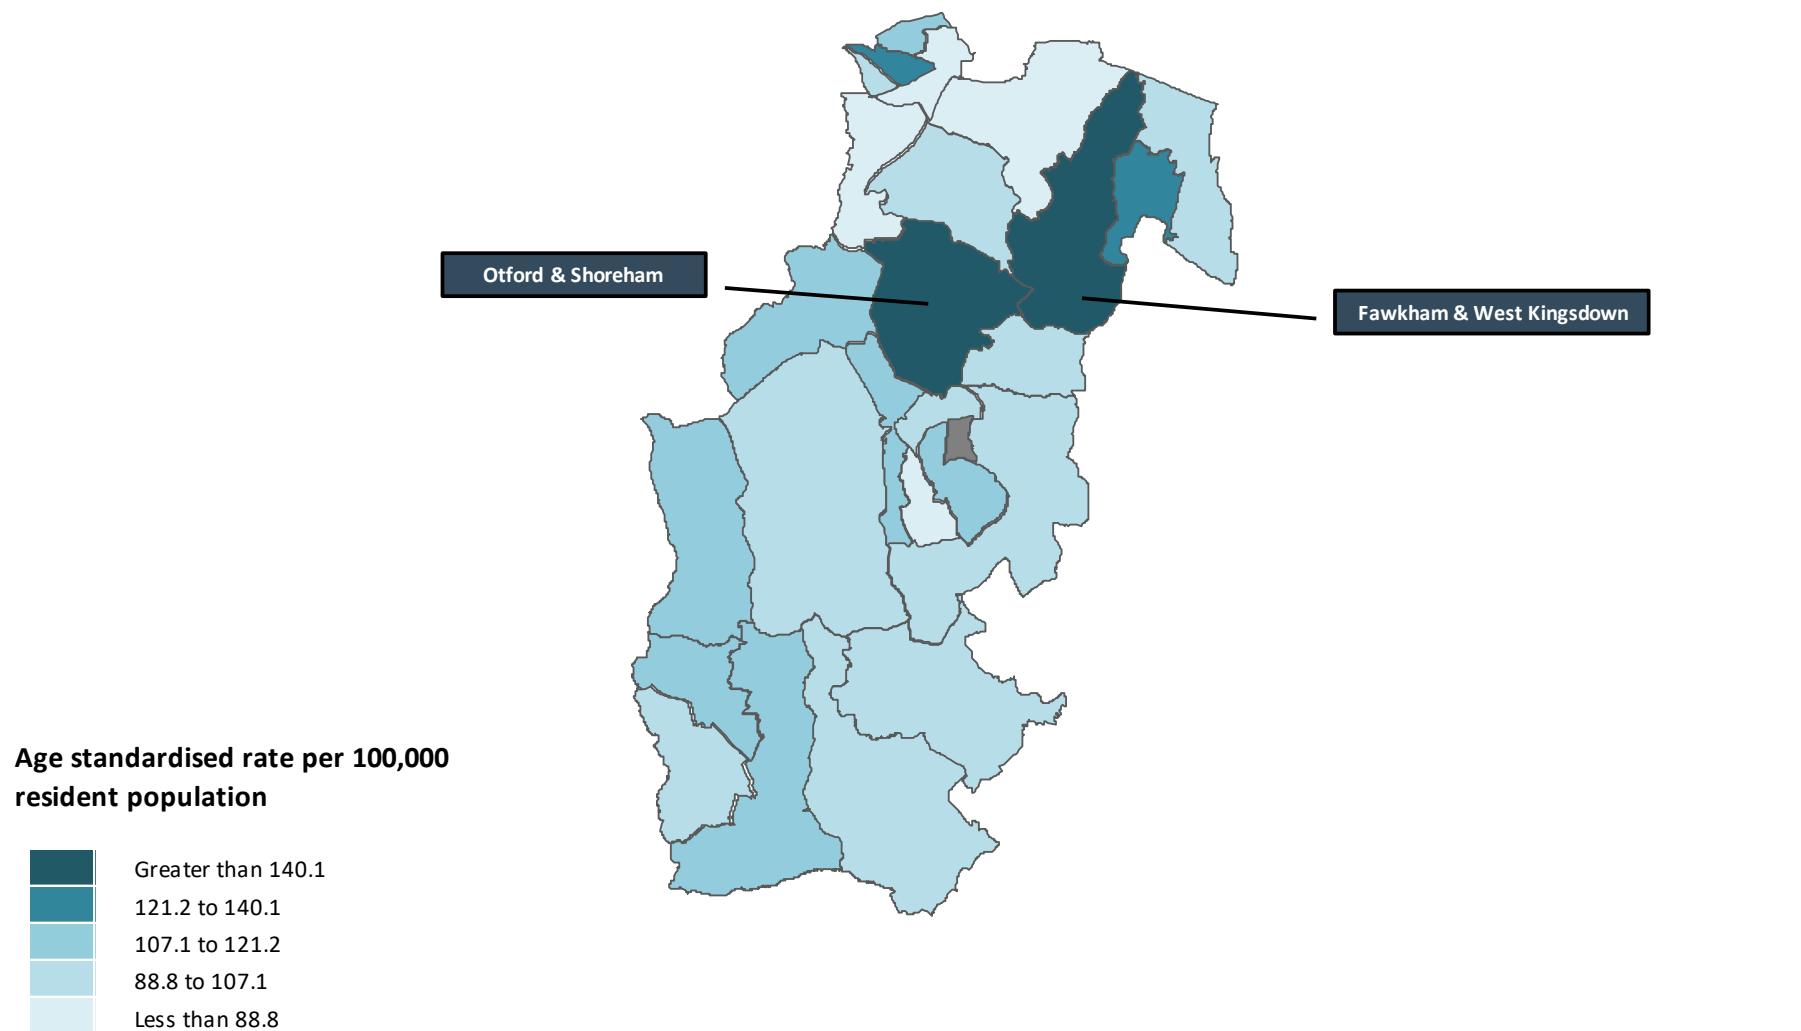 Otford & Shoreham
Fawkham & West Kingsdown
Age standardised rate per 100,000
resident population
Greater than 140.1
121.2 to 140.1
107.1 to 121.2
88.8 to 107.1
Less than 88.8